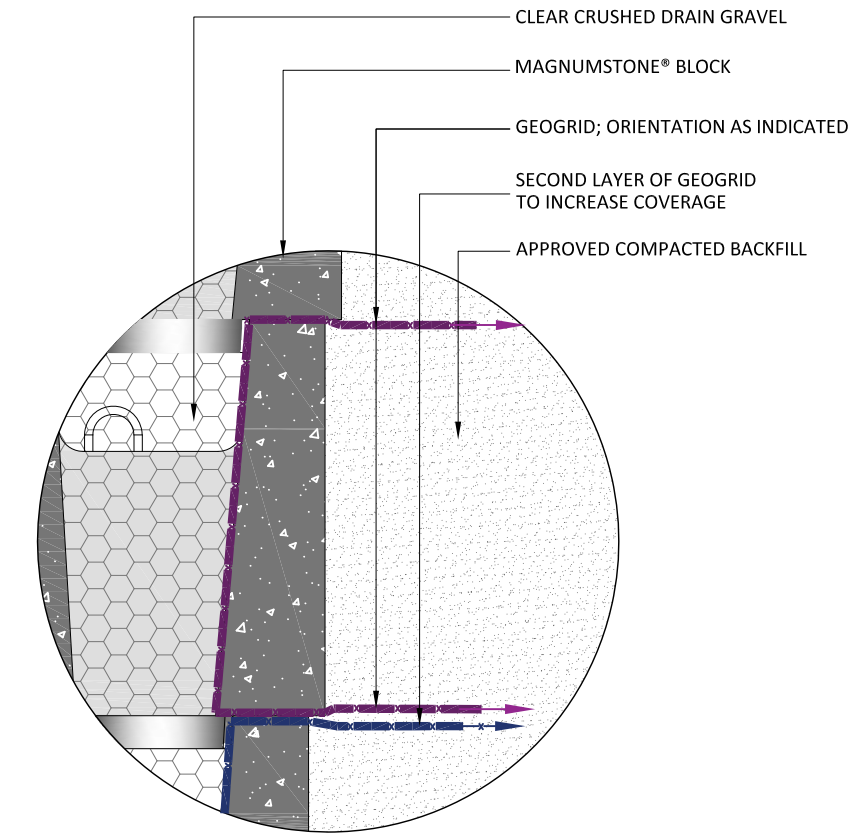 CLEAR CRUSHED DRAIN GRAVEL
MAGNUMSTONE® BLOCK
GEOGRID; ORIENTATION AS INDICATED
SECOND LAYER OF GEOGRID
TO INCREASE COVERAGE
APPROVED COMPACTED BACKFILL